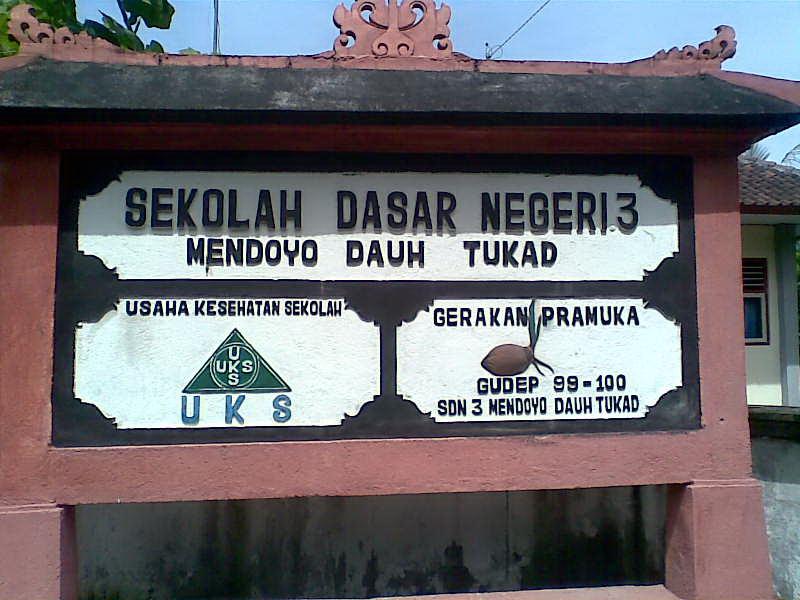 SEKOLAH DASAR NEGERI 3
MENDOYO DAUH TUKAD
USAHA KESEHATAN SEKOLAH
U
UKS
S
UKS
GERAKAN PRAMUKA
GUDEP 99-100
SDN 3 MENDOYO DAUH TUKAD